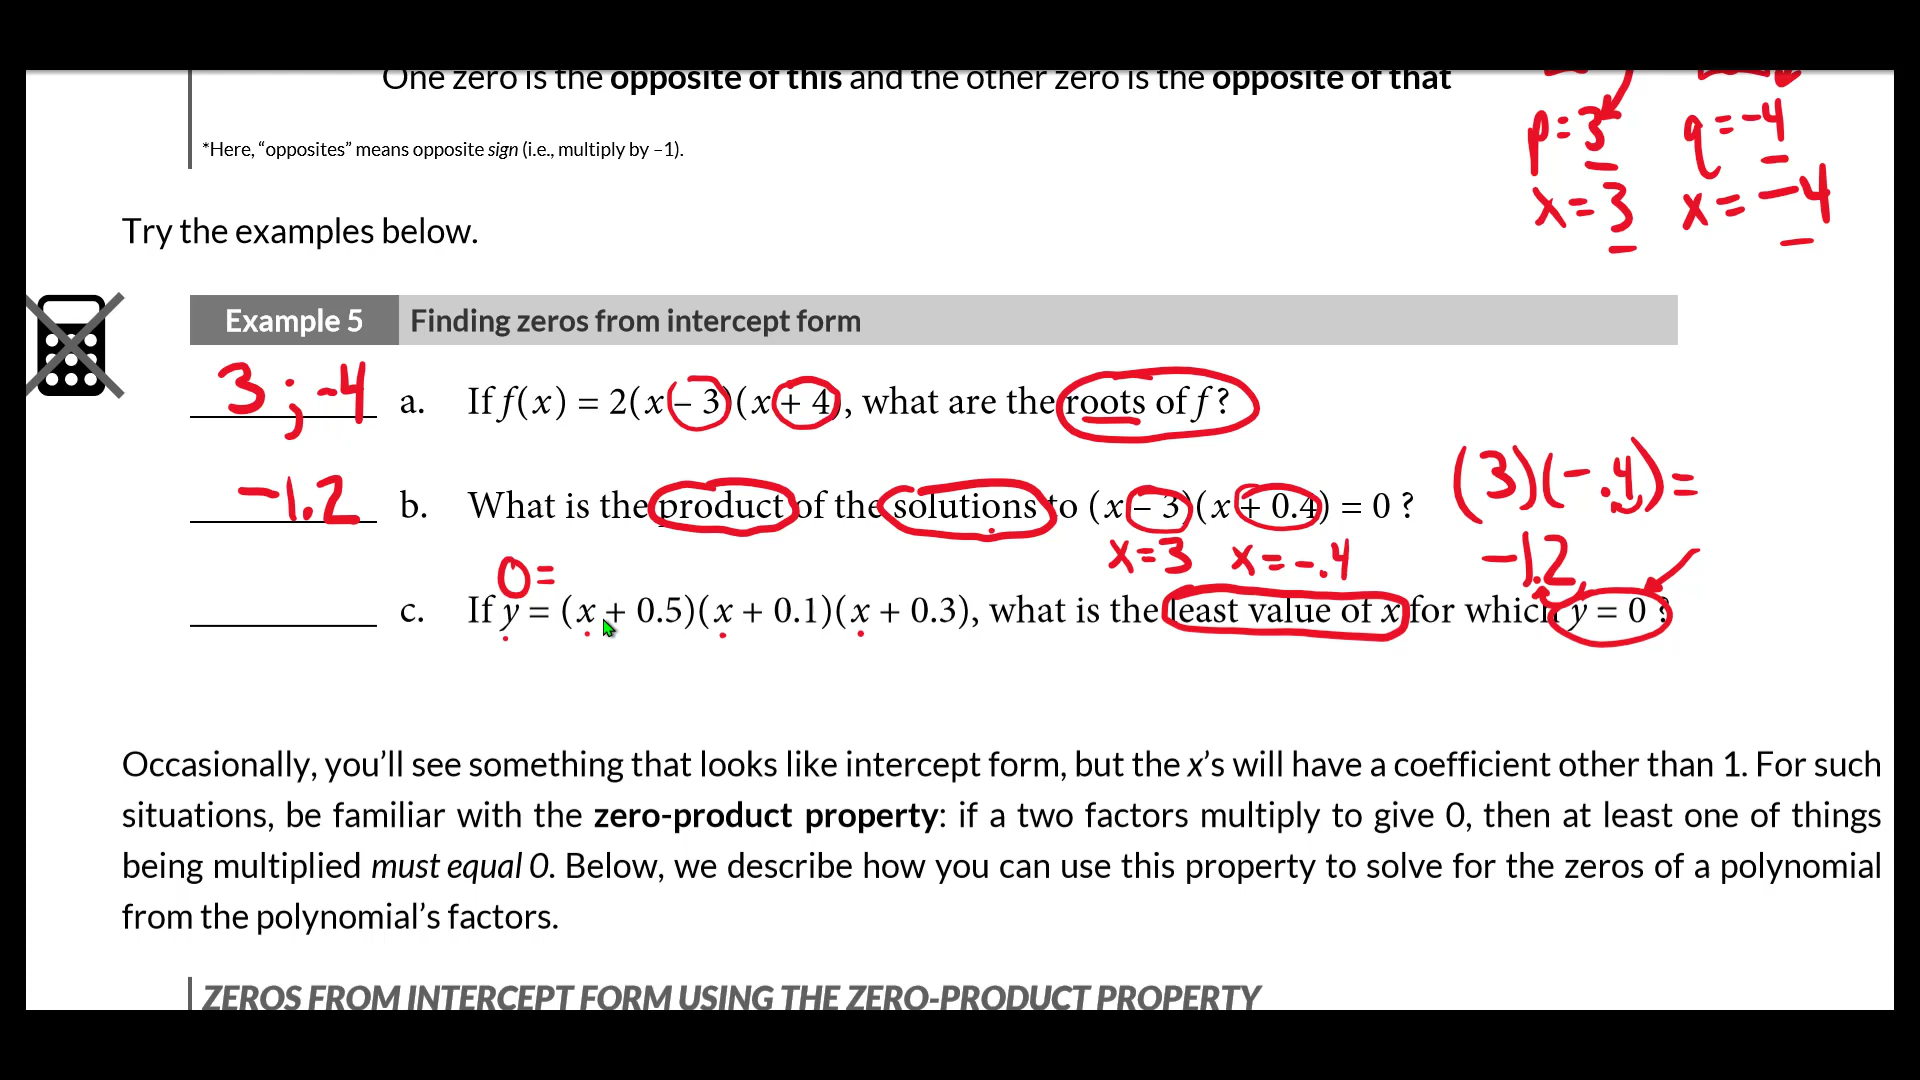 One zero is the opposite of this and the other zero is the opposite of that
p=3 q=-4
*Here, “opposites” means opposite sign (i.e., multiply by –1).
x=3 x=-4
Try the examples below.
Example 5 Finding zeros from intercept form
3 ; -4 a. If f(x) = 2(x – 3)(x + 4), what are the roots of f ?
-1.2 b. What is the product of the solutions to (x – 3)(x + 0.4) = 0 ? (3)(-.4)=
x=3 x=-.4 -1.2
0=
c. If y = (x + 0.5)(x + 0.1)(x + 0.3), what is the least value of x for which y = 0 ?
Occasionally, you’ll see something that looks like intercept form, but the x’s will have a coefficient other than 1. For such
situations, be familiar with the zero-product property: if a two factors multiply to give 0, then at least one of things
being multiplied must equal 0. Below, we describe how you can use this property to solve for the zeros of a polynomial
from the polynomial’s factors.
ZEROS FROM INTERCEPT FORM USING THE ZERO-PRODUCT PROPERTY